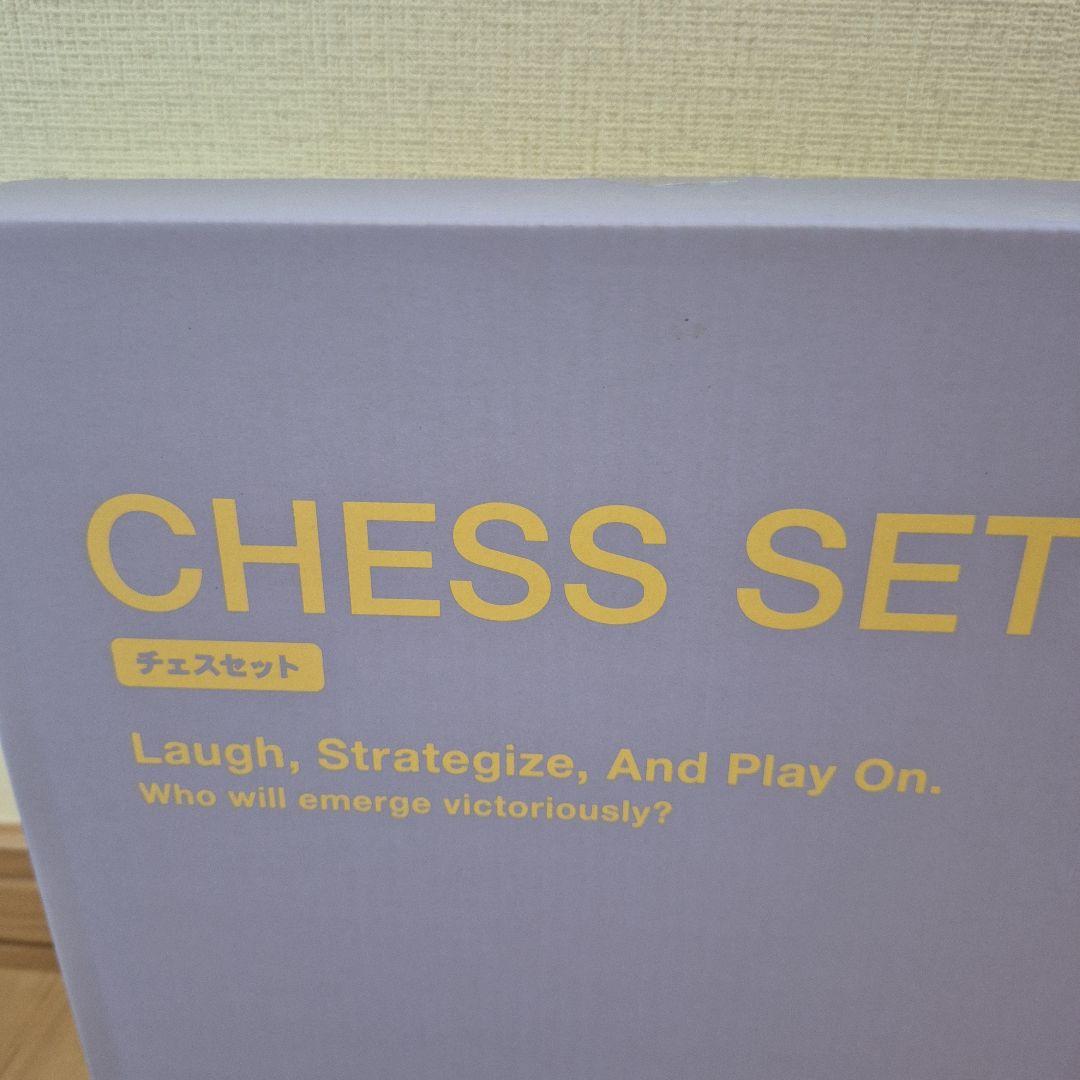 CHESS SET
チェスセット
Laugh, Strategize, And Play On.
Who will emerge victoriously?